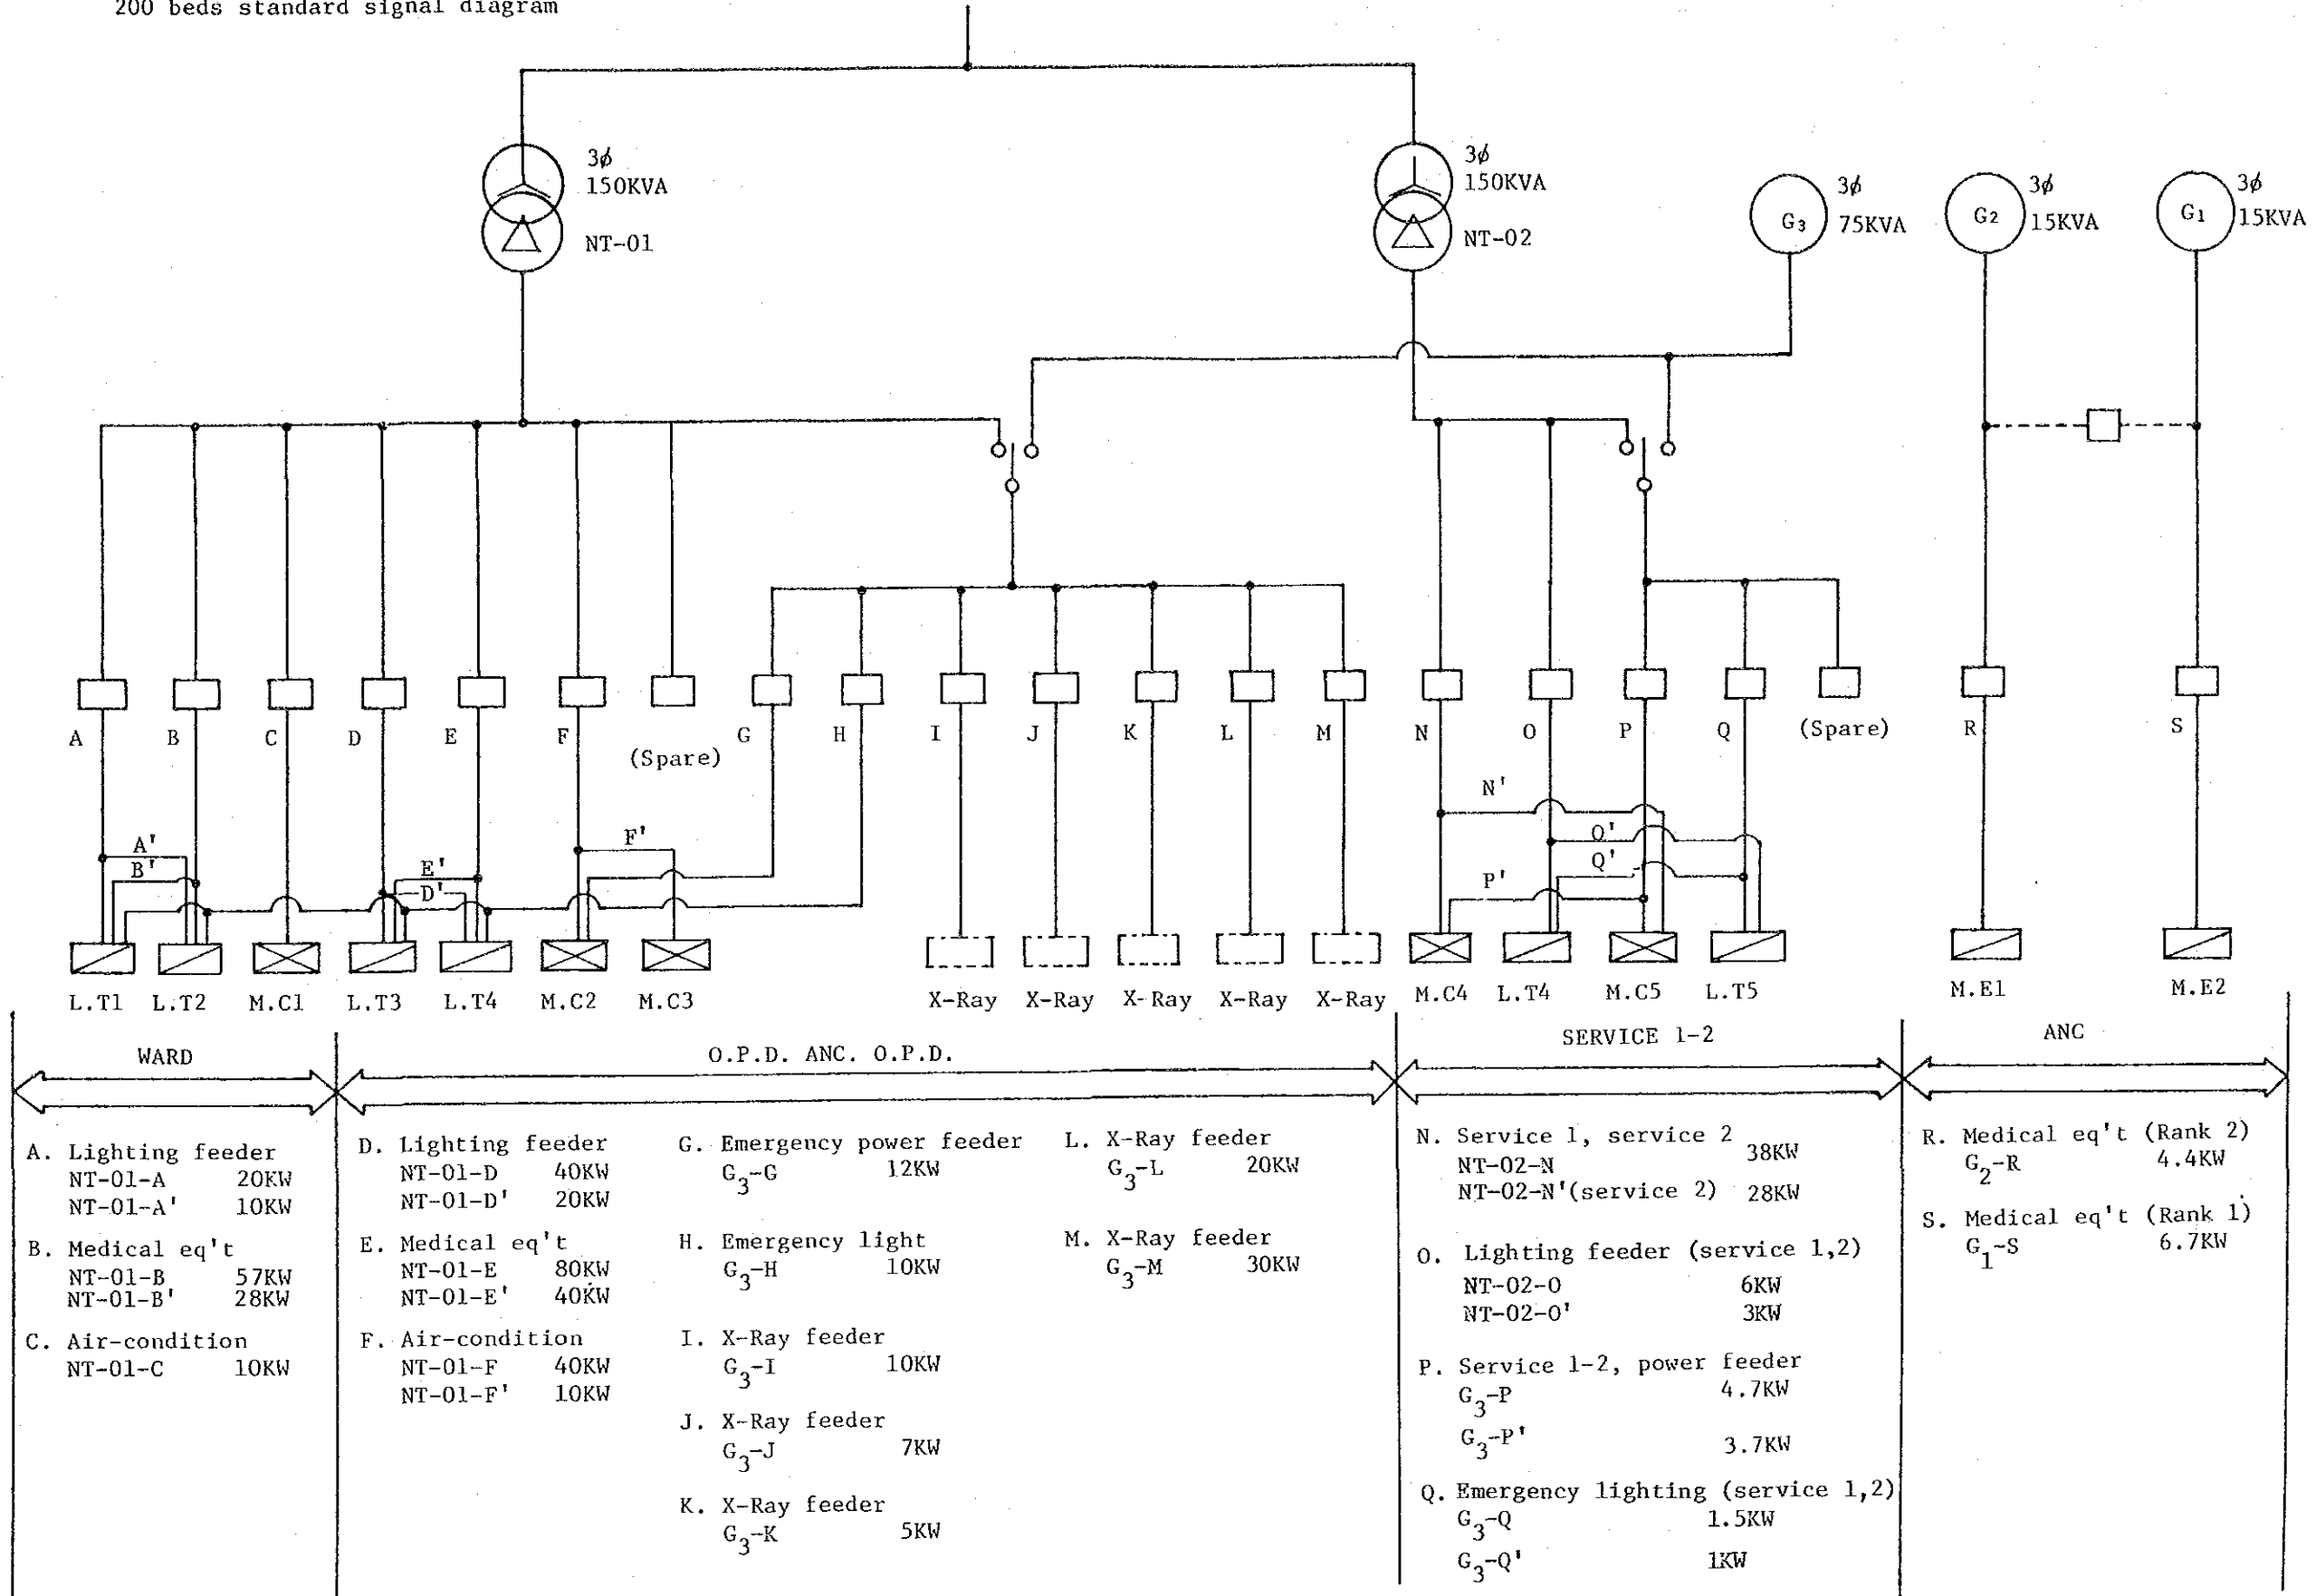 200 beds standard signal diagram
3ϕ
150KVA
NT-01
3ϕ
150KVA
NT-02
G3
3ϕ
75KVA
G2
3ϕ
15KVA
G1
3ϕ
15KVA
A B C D E F (Spare) G H I J K L M N O P Q (Spare) R S
A'
B'
E'
D'
F'
N'
O'
Q'
P'
L.T1 L.T2 M.C1 L.T3 L.T4 M.C2 M.C3 X-Ray X-Ray X-Ray X-Ray X-Ray M.C4 L.T4 M.C5 L.T5 M.E1 M.E2
WARD
O.P.D. ANC. O.P.D.
SERVICE 1-2
ANC
A. Lighting feeder
NT-01-A 20KW
NT-01-A' 10KW
B. Medical eq't
NT-01-B 57KW
NT-01-B' 28KW
C. Air-condition
NT-01-C 10KW
D. Lighting feeder
NT-01-D 40KW
NT-01-D' 20KW
E. Medical eq't
NT-01-E 80KW
NT-01-E' 40KW
F. Air-condition
NT-01-F 40KW
NT-01-F' 10KW
G. Emergency power feeder
G3-G 12KW
H. Emergency light
G3-H 10KW
I. X-Ray feeder
G3-I 10KW
J. X-Ray feeder
G3-J 7KW
K. X-Ray feeder
G3-K 5KW
L. X-Ray feeder
G3-L 20KW
M. X-Ray feeder
G3-M 30KW
N. Service 1, service 2
NT-02-N 38KW
NT-02-N'(service 2) 28KW
O. Lighting feeder (service 1,2)
NT-02-O 6KW
NT-02-O' 3KW
P. Service 1-2, power feeder
G3-P 4.7KW
G3-P' 3.7KW
Q. Emergency lighting (service 1,2)
G3-Q 1.5KW
G3-Q' 1KW
R. Medical eq't (Rank 2)
G2-R 4.4KW
S. Medical eq't (Rank 1)
G1-S 6.7KW